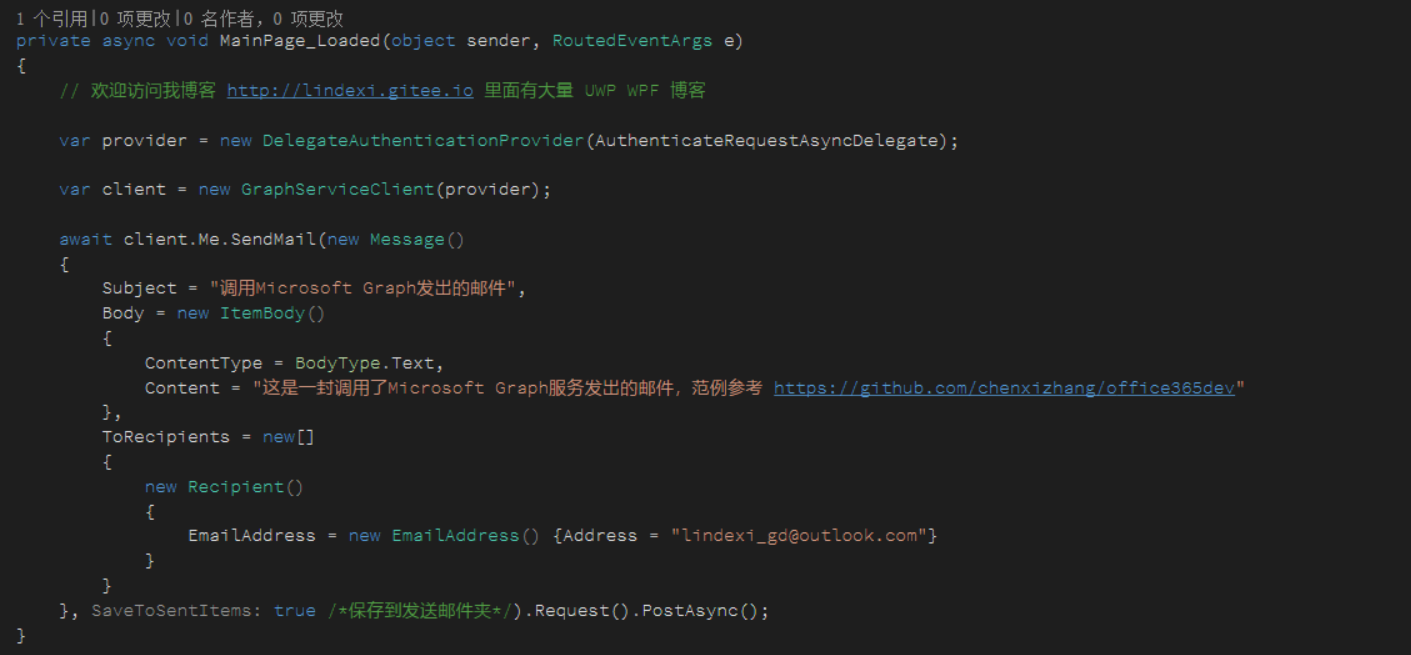 1 个引用|0 项更改|0 名作者，0 项更改
private async void MainPage_Loaded(object sender, RoutedEventArgs e)
{
    // 欢迎访问我博客 http://lindexi.gitee.io 里面有大量 UWP WPF 博客
    var provider = new DelegateAuthenticationProvider(AuthenticateRequestAsyncDelegate);
    var client = new GraphServiceClient(provider);
    await client.Me.SendMail(new Message()
    {
        Subject = "调用Microsoft Graph发出的邮件",
        Body = new ItemBody()
        {
            ContentType = BodyType.Text,
            Content = "这是一封调用了Microsoft Graph服务发出的邮件，范例参考 https://github.com/chenxizhang/office365dev"
        },
        ToRecipients = new[]
        {
            new Recipient()
            {
                EmailAddress = new EmailAddress() {Address = "lindexi_gd@outlook.com"}
            }
        }
    }, SaveToSentItems: true /*保存到发送邮件夹*/).Request().PostAsync();
}